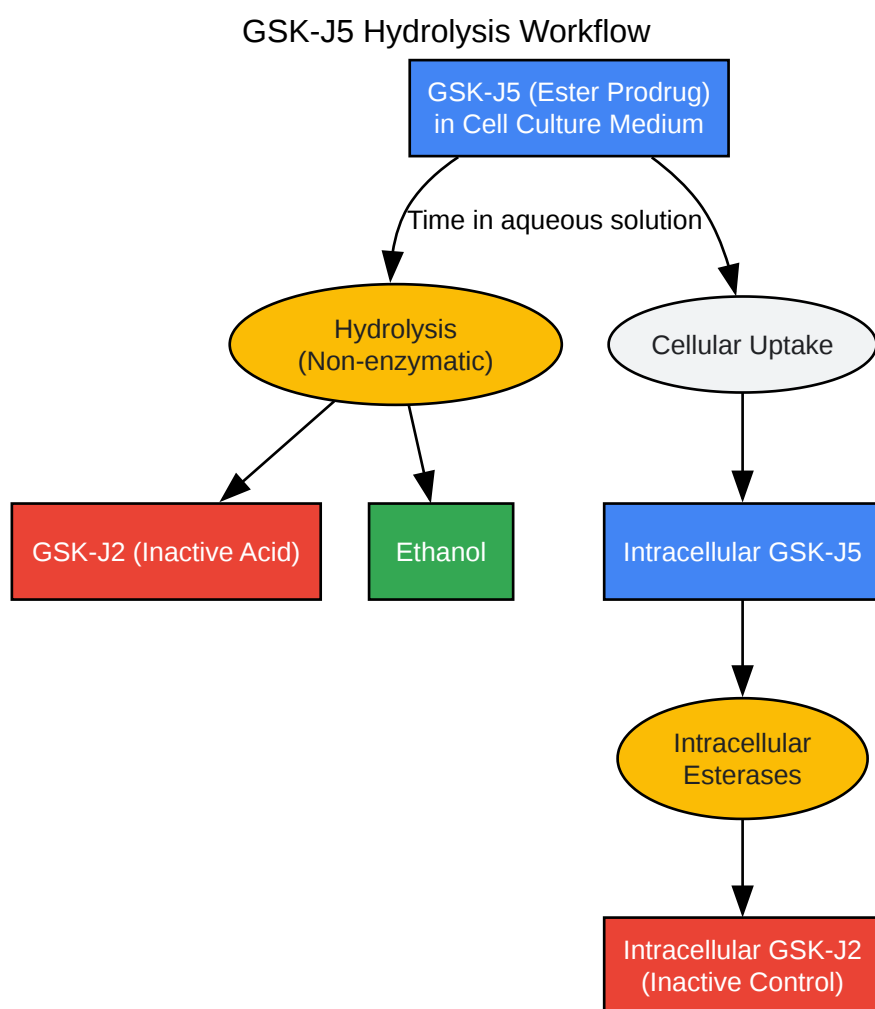 GSK-J5 Hydrolysis Workflow
GSK-J5 (Ester Prodrug)
in Cell Culture Medium
Time in aqueous solution
Hydrolysis
(Non-enzymatic)
Cellular Uptake
GSK-J2 (Inactive Acid)
Ethanol
Intracellular GSK-J5
Intracellular
Esterases
Intracellular GSK-J2
(Inactive Control)